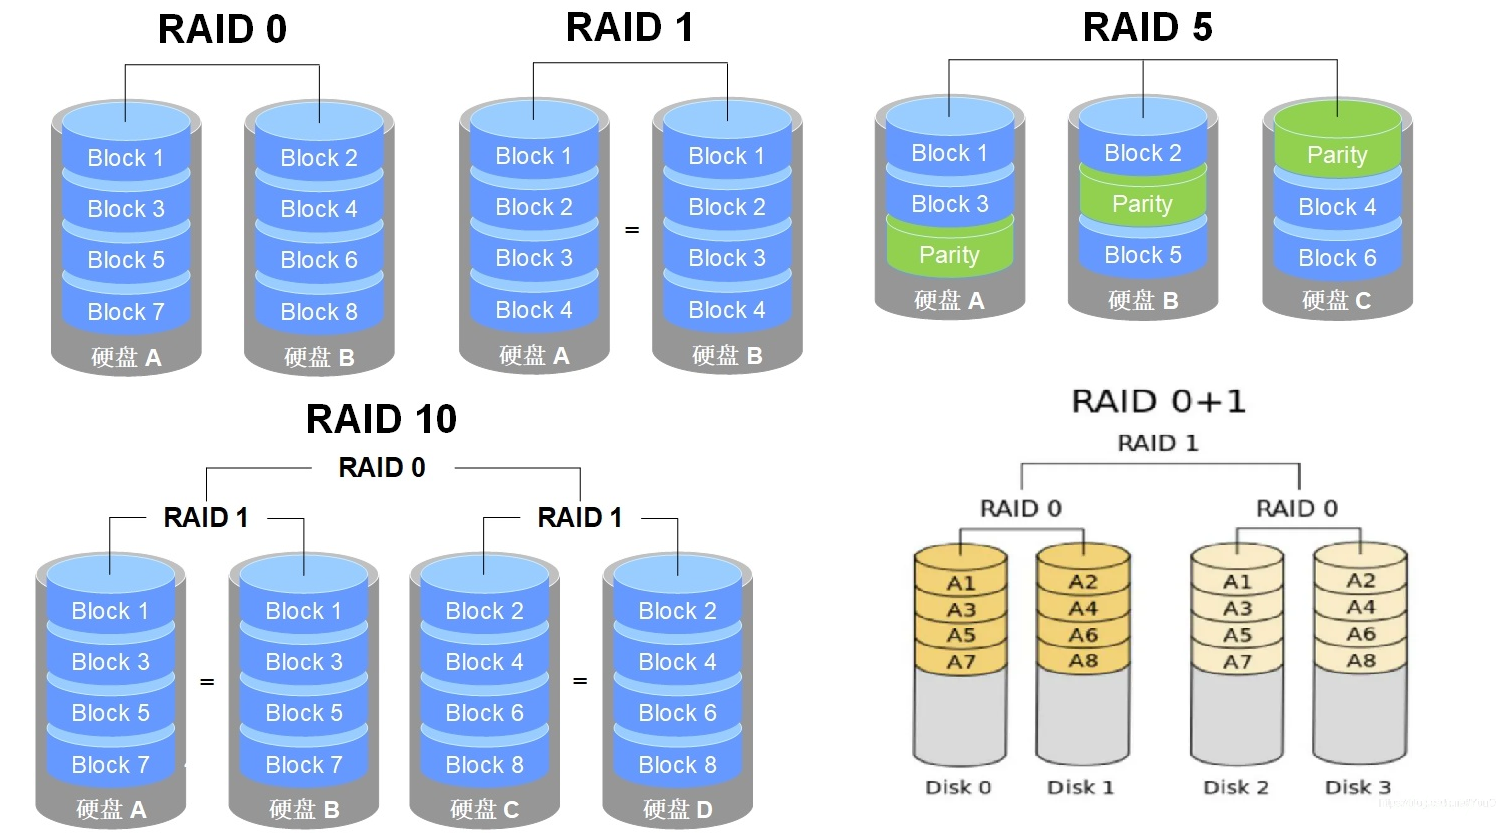 RAID 0
Block 1
Block 3
Block 5
Block 7
硬盘 A
Block 2
Block 4
Block 6
Block 8
硬盘 B
RAID 1
Block 1
Block 2
Block 3
Block 4
硬盘 A
=
Block 1
Block 2
Block 3
Block 4
硬盘 B
RAID 5
Block 1
Block 3
Parity
硬盘 A
Block 2
Parity
Block 5
硬盘 B
Parity
Block 4
Block 6
硬盘 C
RAID 10
RAID 0
RAID 1
RAID 1
Block 1
Block 3
Block 5
Block 7
硬盘 A
=
Block 1
Block 3
Block 5
Block 7
硬盘 B
Block 2
Block 4
Block 6
Block 8
硬盘 C
=
Block 2
Block 4
Block 6
Block 8
硬盘 D
RAID 0+1
RAID 1
RAID 0
RAID 0
A1
A3
A5
A7
Disk 0
A2
A4
A6
A8
Disk 1
A1
A3
A5
A7
Disk 2
A2
A4
A6
A8
Disk 3